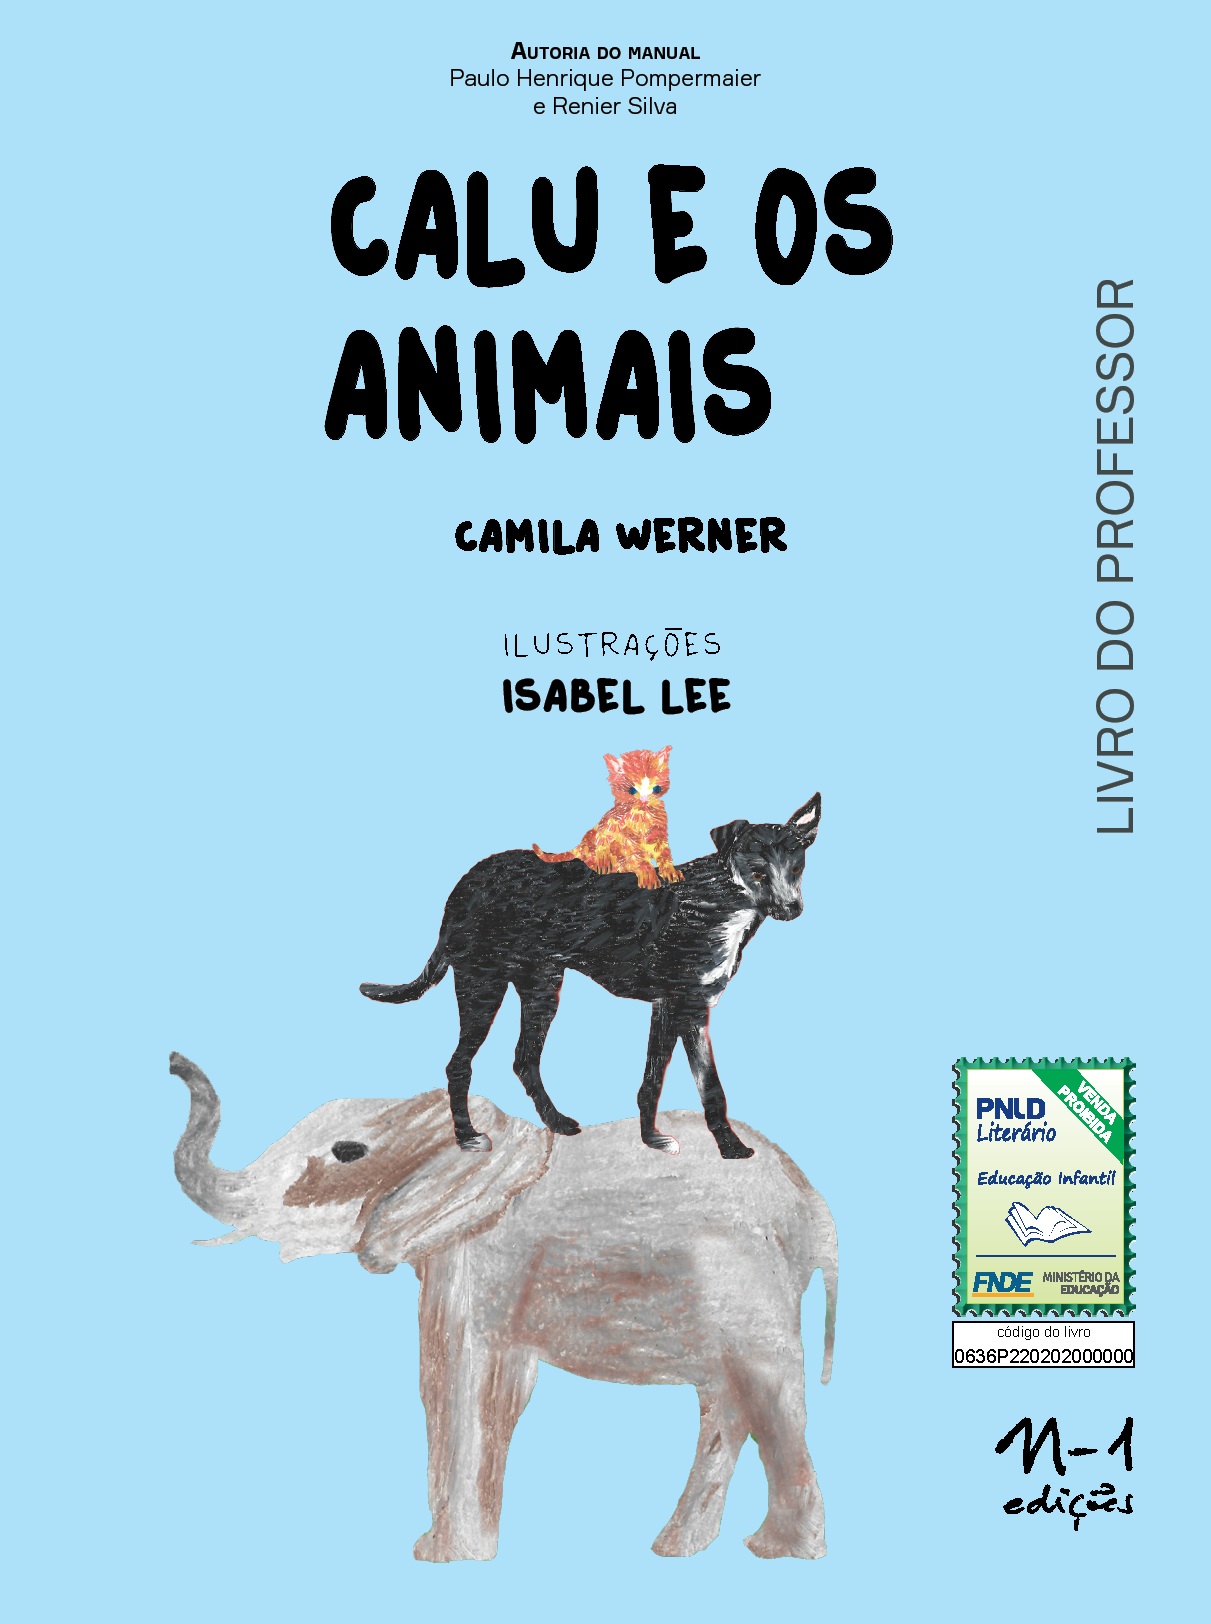 AUTORIA DO MANUAL
Paulo Henrique Pompermaier
e Renier Silva
CALU E OS
ANIMAIS
CAMILA WERNER
ILUSTRAÇÕES
ISABEL LEE
LIVRO DO PROFESSOR
VENDA
PROIBIDA
PNLD
Literário
Educação Infantil
FNDE
MINISTÉRIO DA
EDUCAÇÃO
código do livro
0636P220202000000
n-1
edições